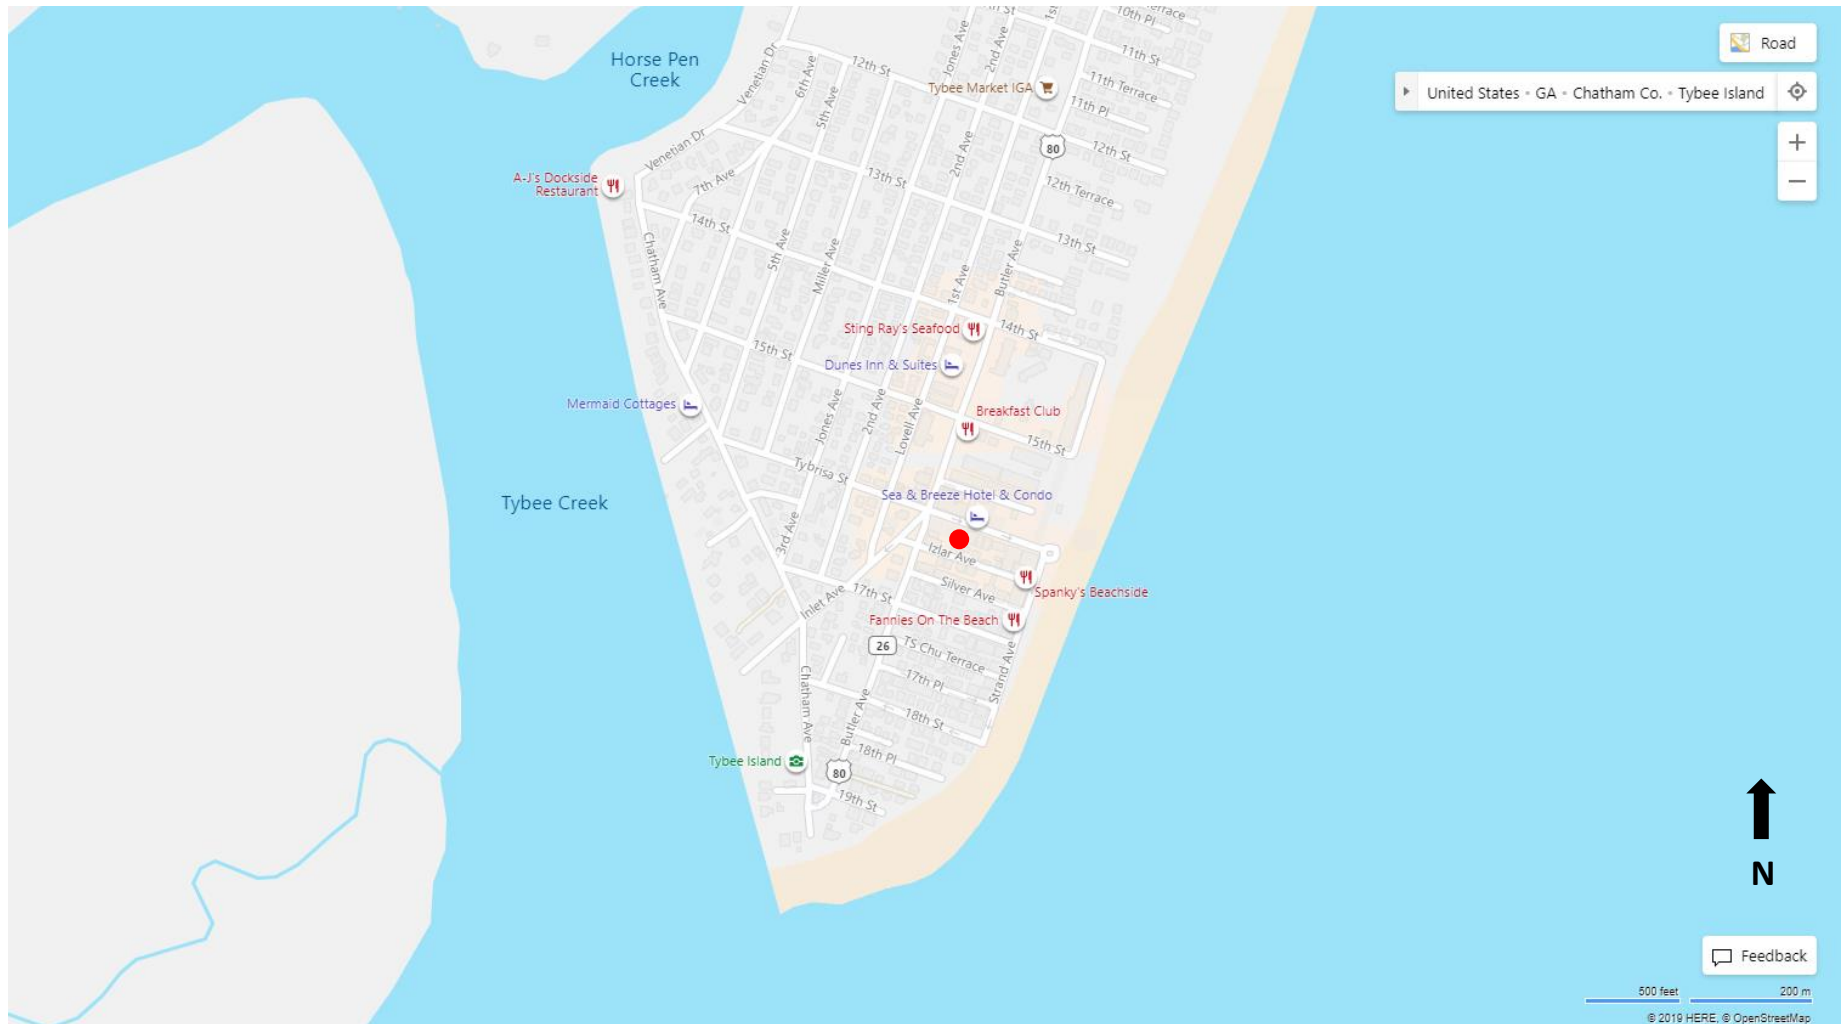 10th Pl
Terrace
St
1st
Jones Ave
2nd Ave
11th St
Horse Pen
Creek
Venetian Dr
6th Ave
12th St
5th Ave
Tybee Market IGA
11th Terrace
11th Pl
Road
United States • GA • Chatham Co. • Tybee Island
+
−
80
12th St
Venetian Dr
2nd Ave
A-J's Dockside
Restaurant
7th Ave
13th St
12th Terrace
14th St
Chatham Ave
5th Ave
Miller Ave
13th St
1st Ave
Butler Ave
Sting Ray's Seafood
14th St
15th St
Dunes Inn & Suites
Mermaid Cottages
Jones Ave
2nd Ave
Lovell Ave
Breakfast Club
15th St
Tybrisa St
Tybee Creek
Sea & Breeze Hotel & Condo
3rd Ave
Izlar Ave
Silver Ave
Spanky's Beachside
Inlet Ave
17th St
Fannies On The Beach
26
TS Chu Terrace
Strand Ave
17th Pl
Chatham Ave
Butler Ave
18th St
18th Pl
Tybee Island
80
19th St
N
Feedback
500 feet
200 m
© 2019 HERE, © OpenStreetMap